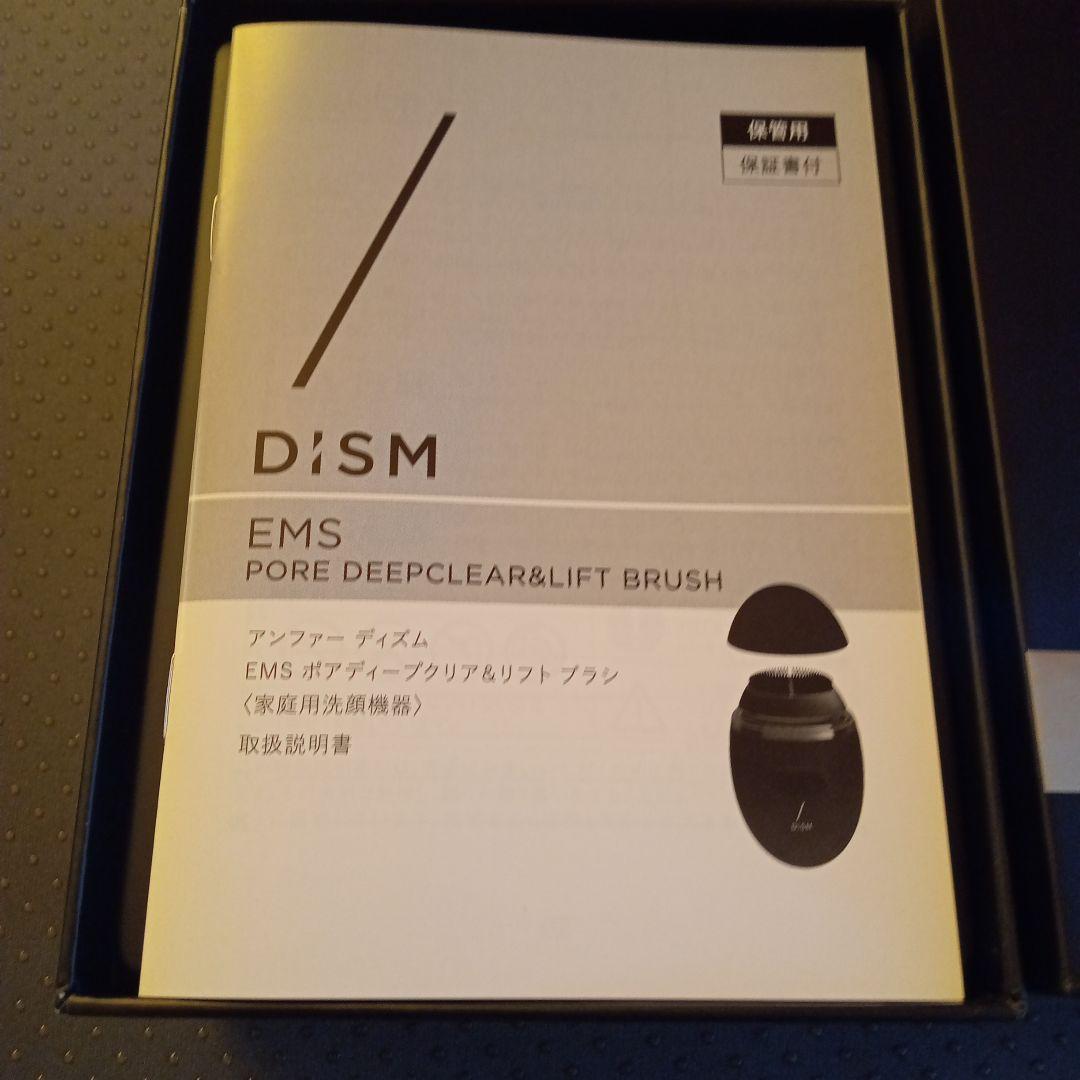 保管用
保証書付
DISM
EMS
PORE DEEPCLEAR&LIFT BRUSH
アンファー ディズム
EMS ポアディープクリア&リフト ブラシ
〈家庭用洗顔機器〉
取扱説明書
DISM